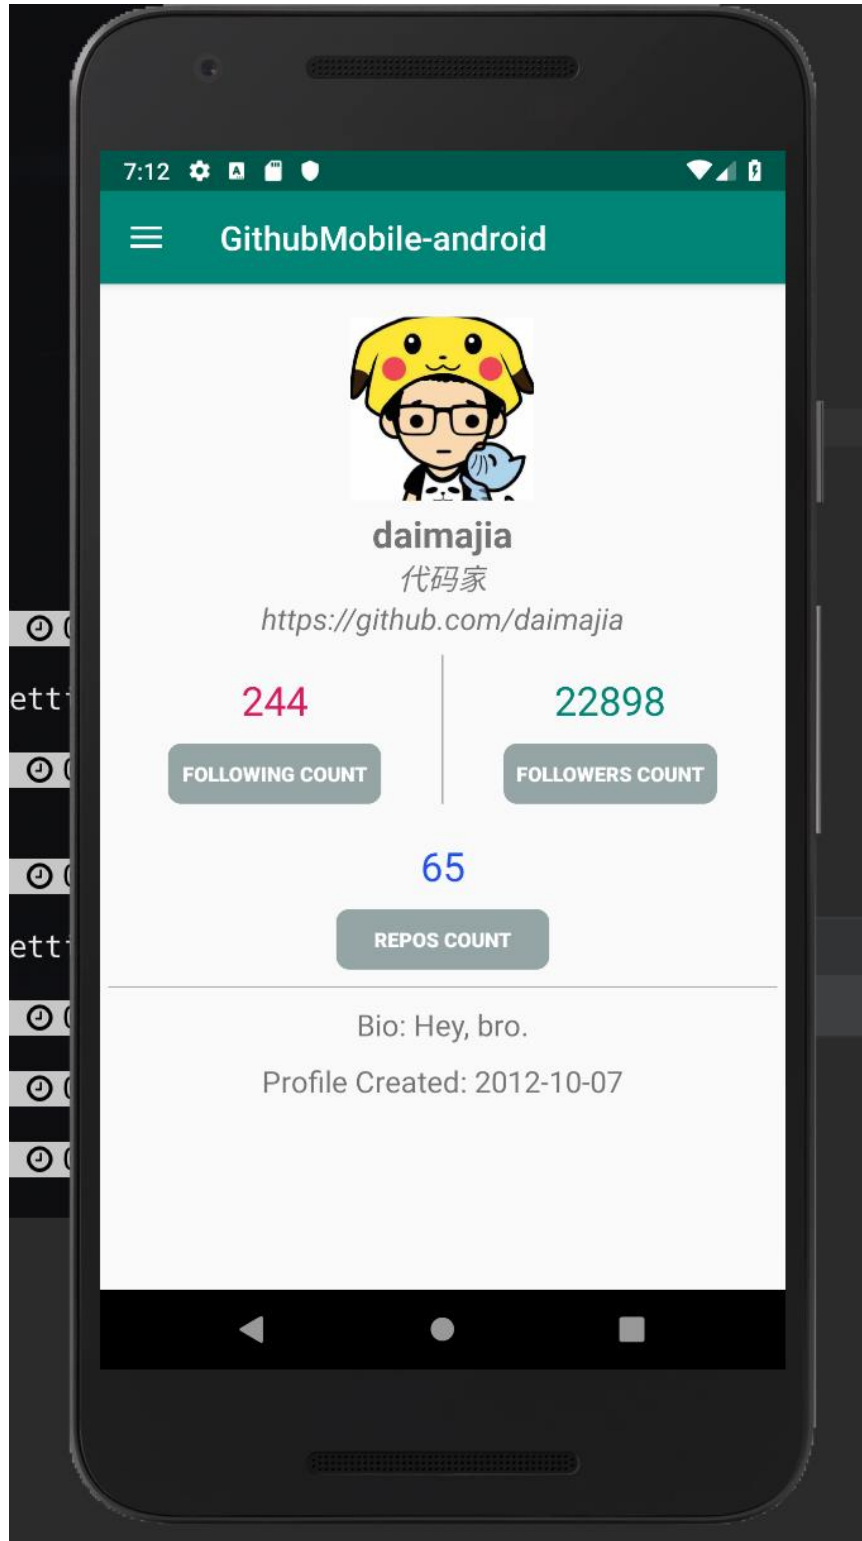 7:12
GithubMobile-android
daimajia
代码家
https://github.com/daimajia
244
22898
FOLLOWING COUNT
FOLLOWERS COUNT
65
REPOS COUNT
Bio: Hey, bro.
Profile Created: 2012-10-07